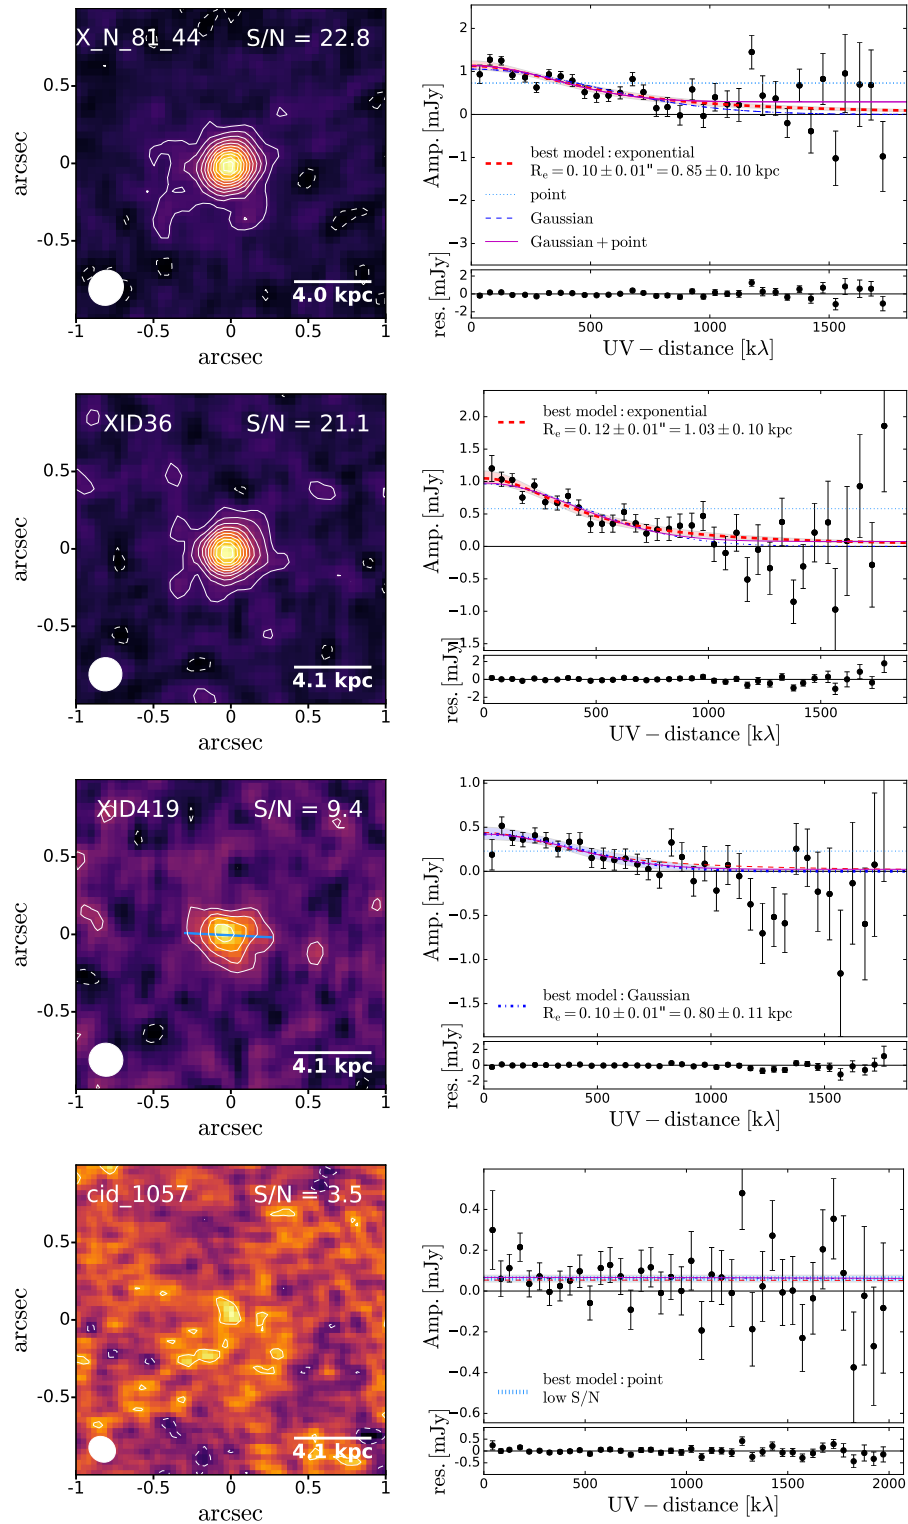 X_N_81_44 S/N = 22.8
0.5
0
-0.5
arcsec
4.0 kpc
-1 -0.5 0 0.5 1
arcsec
2
1
0
−1
−2
−3
Amp. [mJy]
best model : exponential
Re = 0.10 ± 0.01" = 0.85 ± 0.10 kpc
point
Gaussian
Gaussian + point
2
0
−2
res. [mJy]
0 500 1000 1500
UV − distance [kλ]
XID36 S/N = 21.1
0.5
0
-0.5
arcsec
4.1 kpc
-1 -0.5 0 0.5 1
arcsec
2.0
1.5
1.0
0.5
0.0
−0.5
−1.0
−1.5
Amp. [mJy]
best model : exponential
Re = 0.12 ± 0.01" = 1.03 ± 0.10 kpc
2
0
−2
res. [mJy]
0 500 1000 1500
UV − distance [kλ]
XID419 S/N = 9.4
0.5
0
-0.5
arcsec
4.1 kpc
-1 -0.5 0 0.5 1
arcsec
1.0
0.5
0.0
−0.5
−1.0
−1.5
Amp. [mJy]
best model : Gaussian
Re = 0.10 ± 0.01" = 0.80 ± 0.11 kpc
2
0
−2
res. [mJy]
0 500 1000 1500
UV − distance [kλ]
cid_1057 S/N = 3.5
0.5
0
-0.5
arcsec
4.1 kpc
-1 -0.5 0 0.5 1
arcsec
0.4
0.2
0.0
−0.2
−0.4
−0.6
Amp. [mJy]
best model : point
low S/N
0.5
0.0
−0.5
res. [mJy]
0 500 1000 1500 2000
UV − distance [kλ]